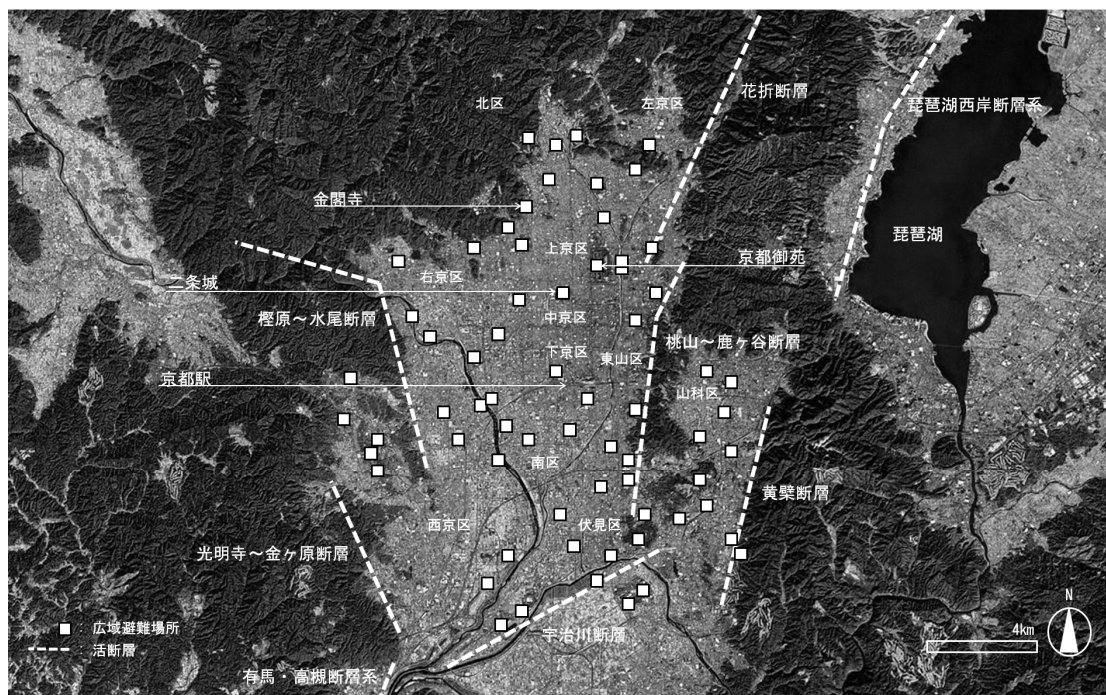 北区
左京区
花折断層
琵琶湖西岸断層系
金閣寺
琵琶湖
上京区
京都御苑
右京区
二条城
樫原〜水尾断層
中京区
下京区
東山区
桃山〜鹿ヶ谷断層
京都駅
山科区
南区
黄檗断層
西京区
伏見区
光明寺〜金ヶ原断層
N
□ : 広域避難場所
4km
宇治川断層
--- : 活断層
有馬・高槻断層系